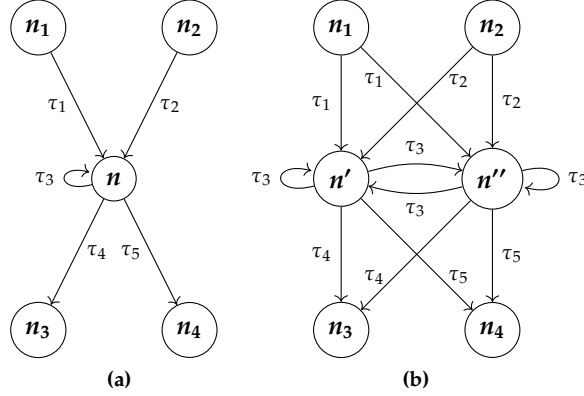 n₁ n₂ n₁ n₂
τ₁ τ₂ τ₁ τ₁ τ₂ τ₂
τ₃ n τ₃ n′ τ₃ τ₃ n″ τ₃
τ₄ τ₅ τ₄ τ₄ τ₅ τ₅
n₃ n₄ n₃ n₄
(a) (b)